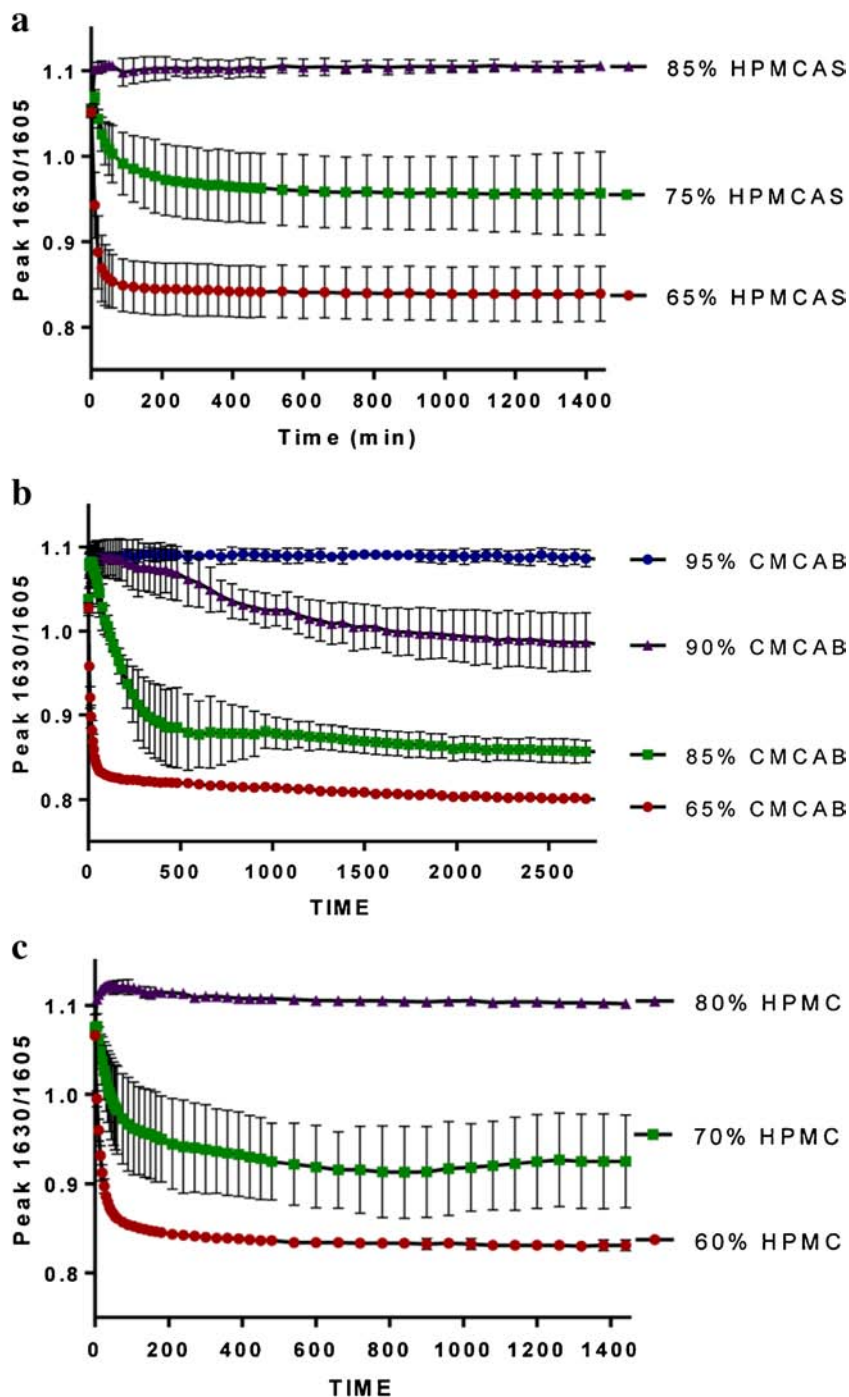 a
Peak 1630/1605
1.1
1.0
0.9
0.8
0 200 400 600 800 1000 1200 1400
Time (min)
85% HPMCAS
75% HPMCAS
65% HPMCAS
b
Peak 1630/1605
1.1
1.0
0.9
0.8
0 500 1000 1500 2000 2500
TIME
95% CMCAB
90% CMCAB
85% CMCAB
65% CMCAB
c
Peak 1630/1605
1.1
1.0
0.9
0.8
0 200 400 600 800 1000 1200 1400
TIME
80% HPMC
70% HPMC
60% HPMC